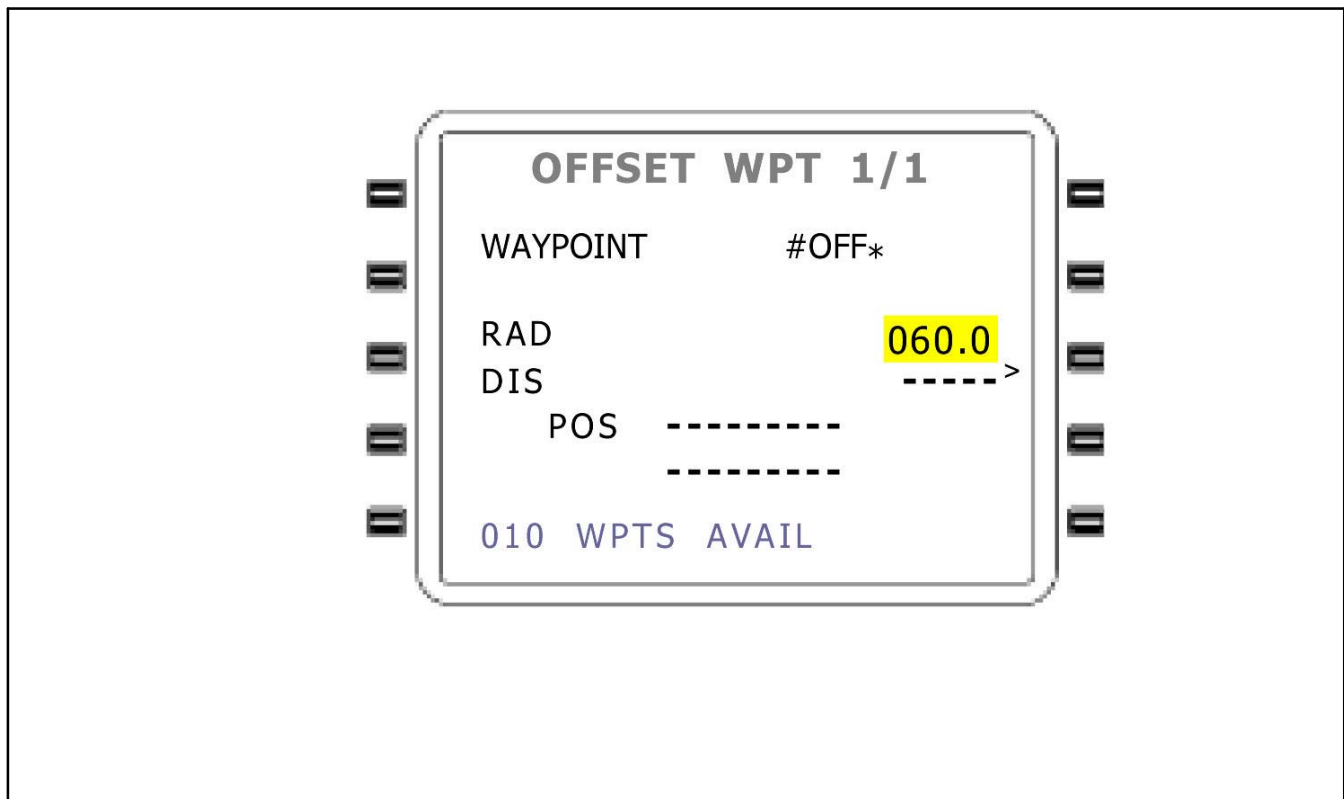 OFFSET WPT 1/1
WAYPOINT #OFF*
RAD 060.0
DIS ----->
POS ---------
---------
010 WPTS AVAIL